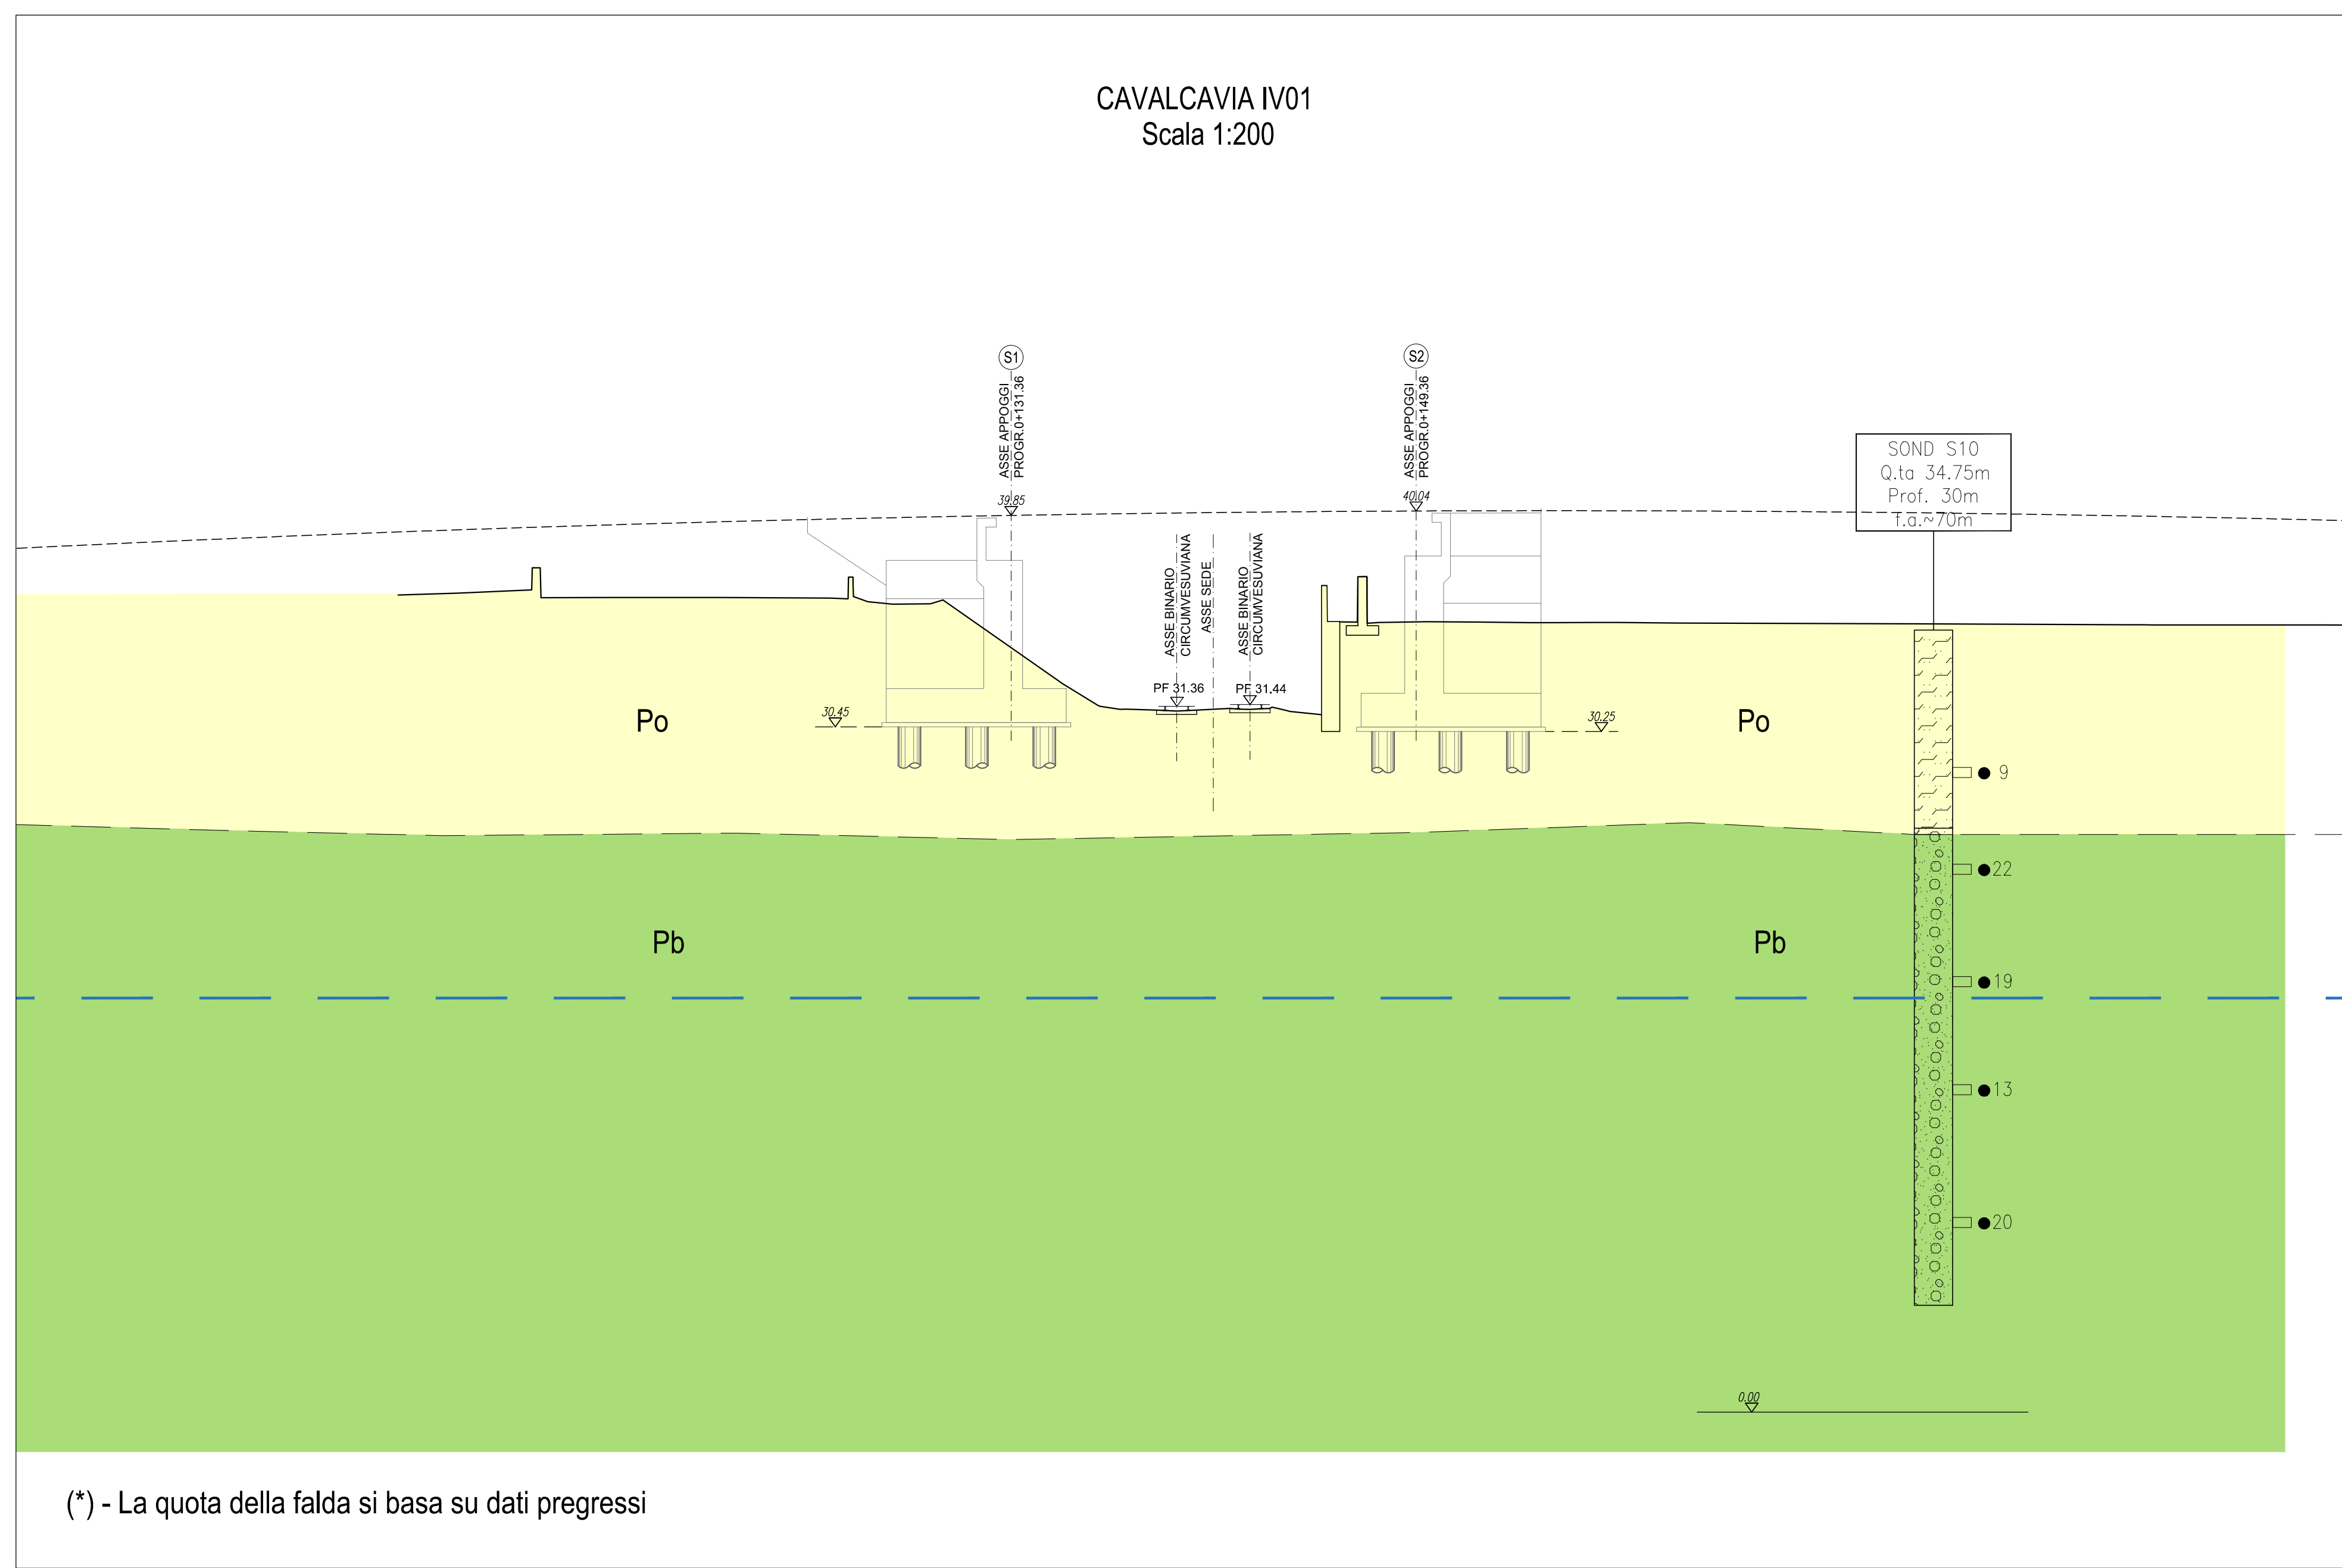 CAVALCAVIA IV01
Scala 1:200
S1
S2
ASSE APPOGGI
PROGR.0+131.36
ASSE APPOGGI
PROGR.0+149.36
SOND S10
Q.ta 34.75m
Prof. 30m
f.a.~70m
39.85
40.04
ASSE BINARIO
CIRCUMVESUVIANA
ASSE SEDE
ASSE BINARIO
CIRCUMVESUVIANA
PF 31.36
PF 31.44
30.45
30.25
Po
Po
9
22
Pb
Pb
19
13
20
0.00
(*) - La quota della falda si basa su dati pregressi